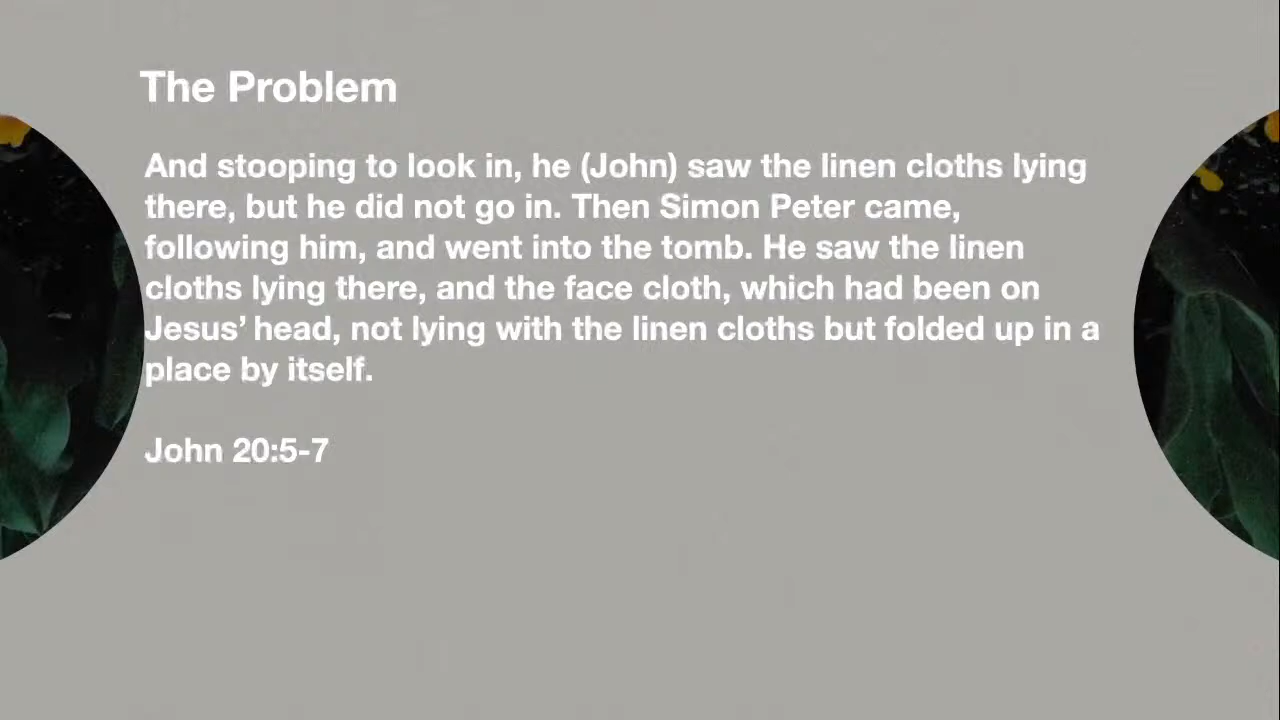 The Problem
And stooping to look in, he (John) saw the linen cloths lying
there, but he did not go in. Then Simon Peter came,
following him, and went into the tomb. He saw the linen
cloths lying there, and the face cloth, which had been on
Jesus’ head, not lying with the linen cloths but folded up in a
place by itself.
John 20:5-7